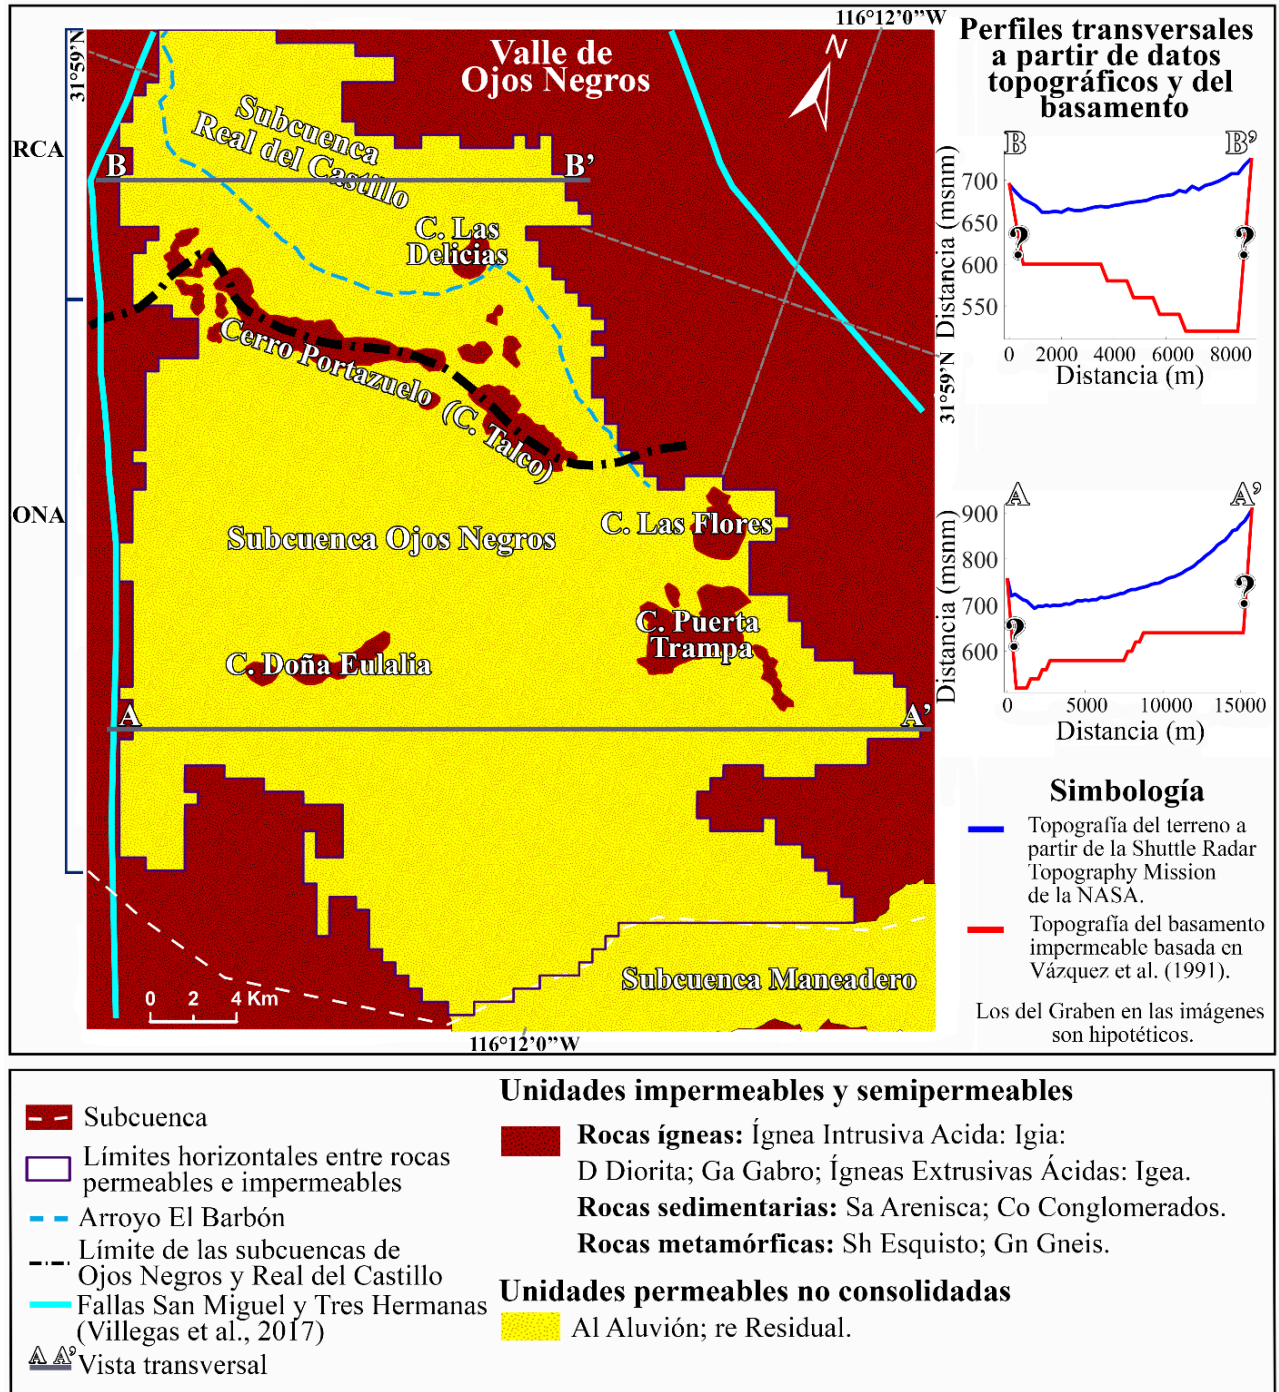 116°12'0”W
31°59'N
Valle de
Ojos Negros
N
Subcuenca
Real del Castillo
RCA
B
B’
C. Las
Delicias
Cerro Portazuelo (C. Talco)
31°59'N
ONA
C. Las Flores
Subcuenca Ojos Negros
C. Puerta
Trampa
C. Doña Eulalia
A
A’
Subcuenca Maneadero
0 2 4 Km
116°12'0”W
Perfiles transversales
a partir de datos
topográficos y del
basamento
B
B’
Distancia (msnm)
700
650
600
550
?
?
0 2000 4000 6000 8000
Distancia (m)
A
A’
Distancia (msnm)
900
800
700
600
?
?
0 5000 10000 15000
Distancia (m)
Simbología
Topografía del terreno a
partir de la Shuttle Radar
Topography Mission
de la NASA.
Topografía del basamento
impermeable basada en
Vázquez et al. (1991).
Los del Graben en las imágenes
son hipotéticos.
Subcuenca
Límites horizontales entre rocas
permeables e impermeables
Arroyo El Barbón
Límite de las subcuencas de
Ojos Negros y Real del Castillo
Fallas San Miguel y Tres Hermanas
(Villegas et al., 2017)
A A’ Vista transversal
Unidades impermeables y semipermeables
Rocas ígneas: Ígnea Intrusiva Acida: Igia:
D Diorita; Ga Gabro; Ígneas Extrusivas Ácidas: Igea.
Rocas sedimentarias: Sa Arenisca; Co Conglomerados.
Rocas metamórficas: Sh Esquisto; Gn Gneis.
Unidades permeables no consolidadas
Al Aluvión; re Residual.